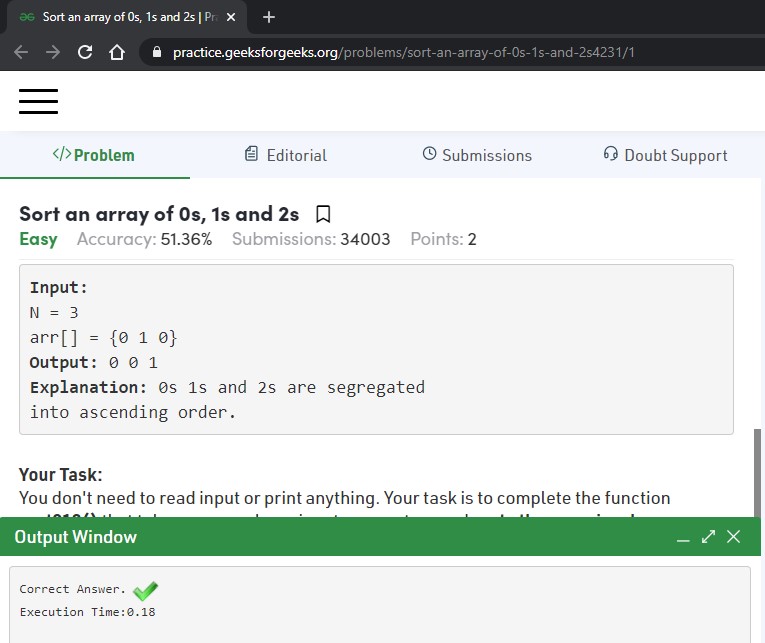 Sort an array of 0s, 1s and 2s | Pr
practice.geeksforgeeks.org/problems/sort-an-array-of-0s-1s-and-2s4231/1
</>Problem
Editorial
Submissions
Doubt Support
Sort an array of 0s, 1s and 2s
Easy Accuracy: 51.36% Submissions: 34003 Points: 2
Input:
N = 3
arr[] = {0 1 0}
Output: 0 0 1
Explanation: 0s 1s and 2s are segregated
into ascending order.
Your Task:
You don't need to read input or print anything. Your task is to complete the function
Output Window
Correct Answer.
Execution Time:0.18